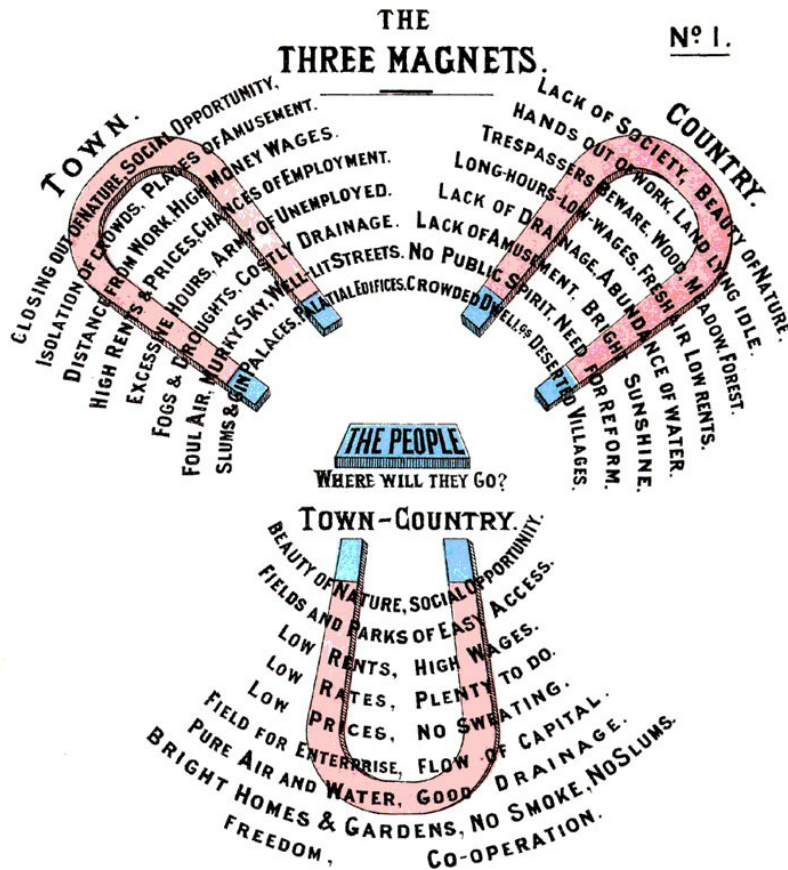 THE
THREE MAGNETS.
Nº 1.
TOWN.
CLOSING OUT OF NATURE. SOCIAL OPPORTUNITY.
ISOLATION OF CROWDS. PLACES OF AMUSEMENT.
DISTANCE FROM WORK. HIGH MONEY WAGES.
HIGH RENTS & PRICES. CHANCES OF EMPLOYMENT.
EXCESSIVE HOURS, ARMY OF UNEMPLOYED.
FOGS & DROUGHTS. COSTLY DRAINAGE.
FOUL AIR, MURKY SKY. WELL-LIT STREETS.
SLUMS & GIN PALACES. PALATIAL EDIFICES.
COUNTRY.
LACK OF SOCIETY, BEAUTY OF NATURE.
HANDS OUT OF WORK, LAND LYING IDLE.
TRESPASSERS BEWARE, WOOD, MEADOW, FOREST.
LONG-HOURS-LOW-WAGES, FRESH AIR LOW RENTS.
LACK OF DRAINAGE, ABUNDANCE OF WATER.
LACK OF AMUSEMENT, BRIGHT SUNSHINE.
NO PUBLIC SPIRIT, NEED FOR REFORM.
CROWDED DWELLGS DESERTED VILLAGES.
THE PEOPLE
WHERE WILL THEY GO?
TOWN-COUNTRY.
BEAUTY OF NATURE, SOCIAL OPPORTUNITY.
FIELDS AND PARKS OF EASY ACCESS.
LOW RENTS, HIGH WAGES.
LOW RATES, PLENTY TO DO.
LOW PRICES, NO SWEATING.
FIELD FOR ENTERPRISE, FLOW OF CAPITAL.
PURE AIR AND WATER, GOOD DRAINAGE.
BRIGHT HOMES & GARDENS, NO SMOKE, NO SLUMS.
FREEDOM, CO-OPERATION.